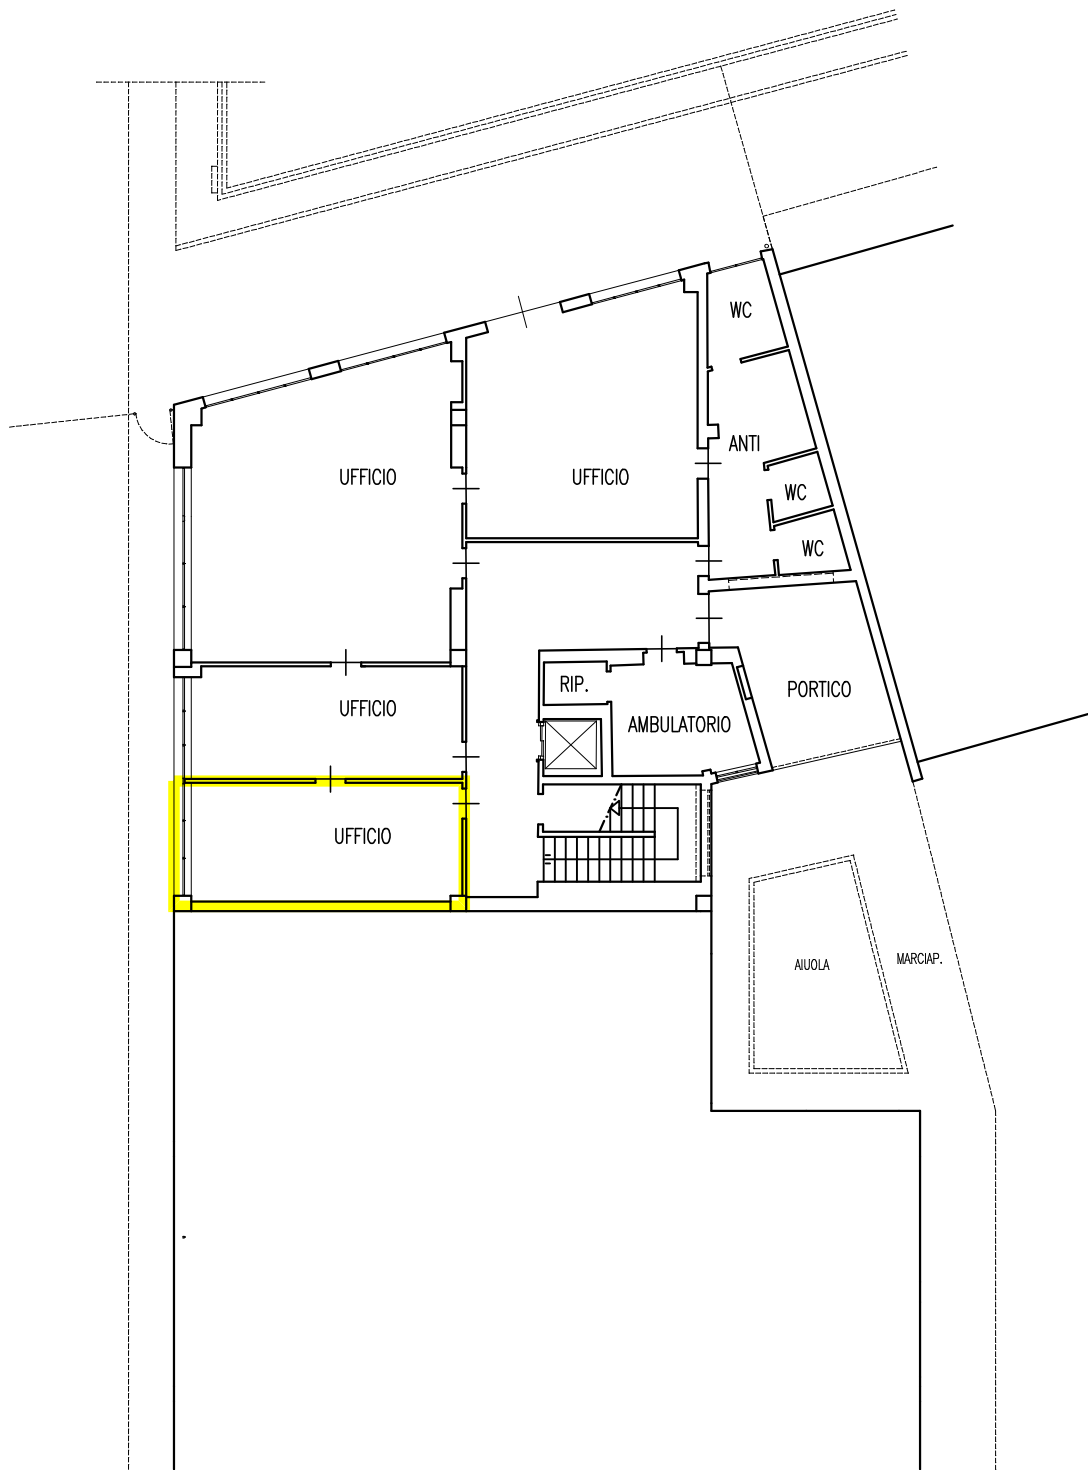 WC
ANTI
UFFICIO
UFFICIO
WC
WC
RIP.
PORTICO
UFFICIO
AMBULATORIO
UFFICIO
AIUOLA
MARCIAP.